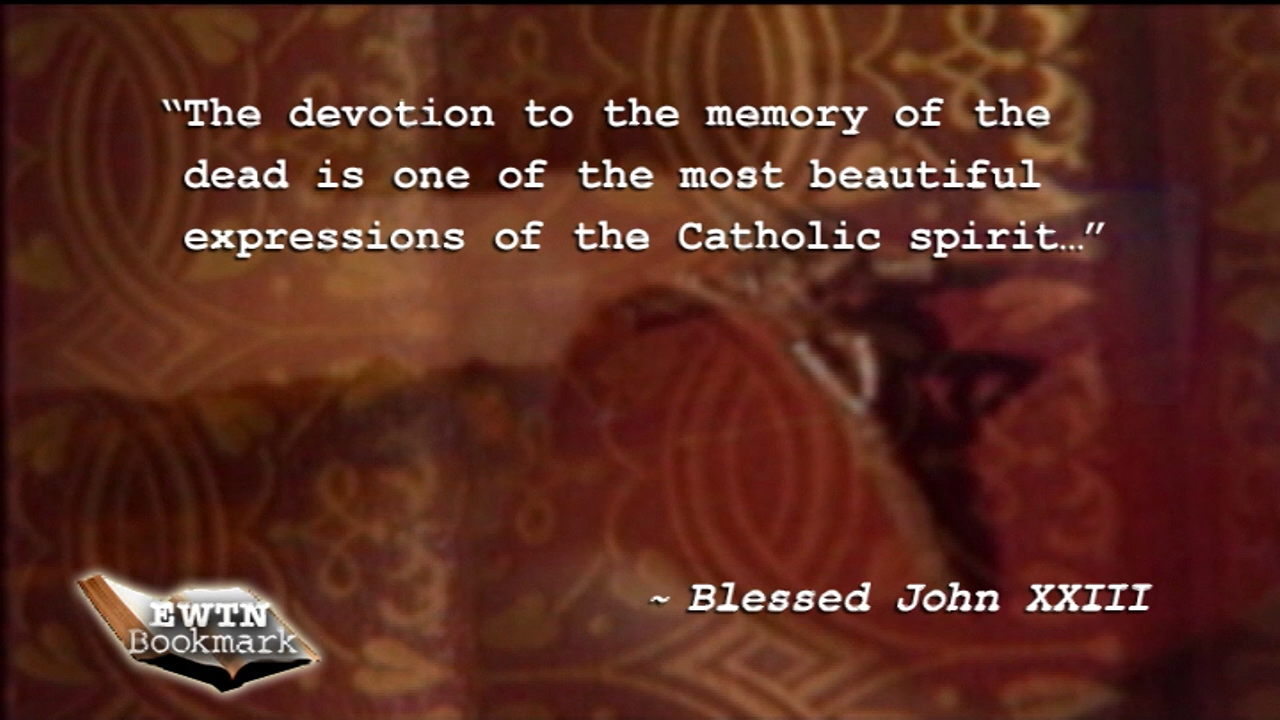 “The devotion to the memory of the
dead is one of the most beautiful
expressions of the Catholic spirit…”
~ Blessed John XXIII
EWTN
Bookmark